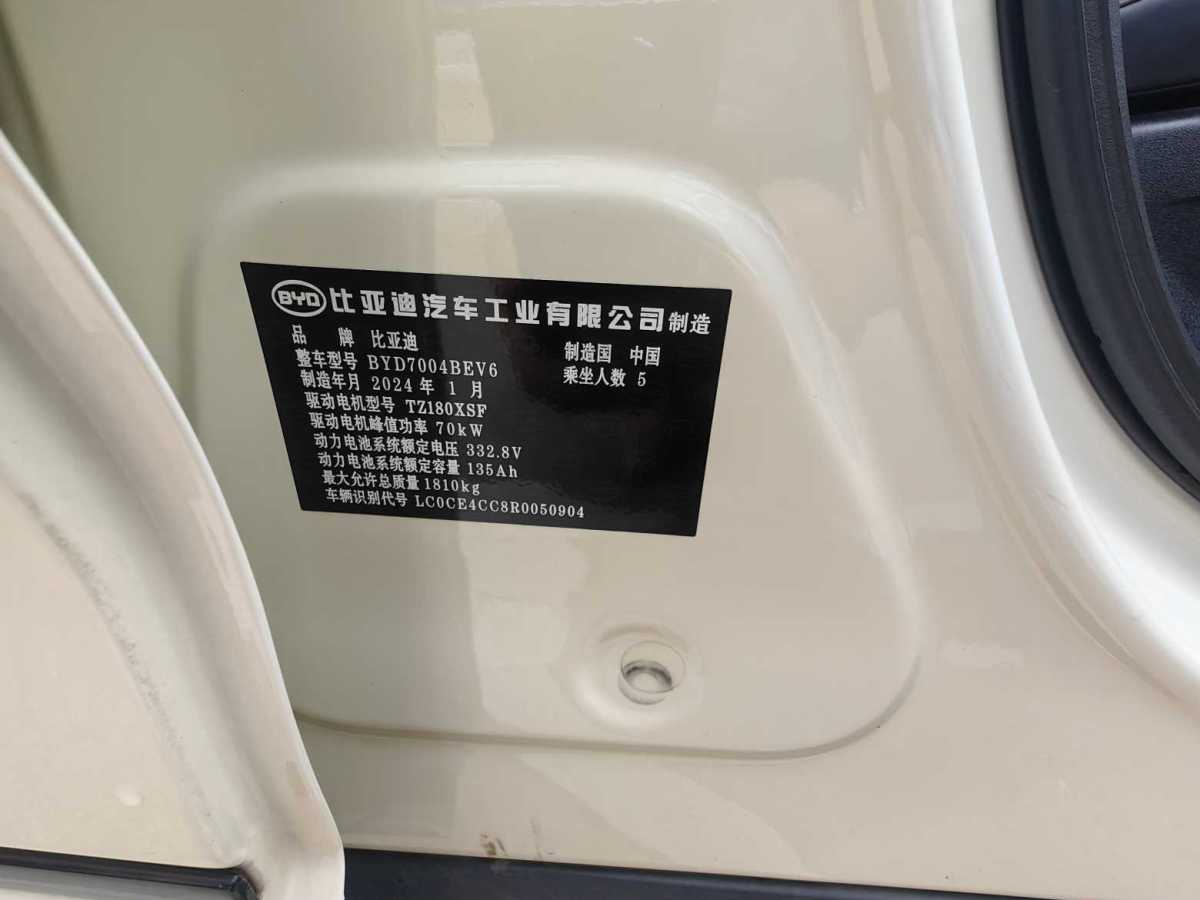 BYD 比亚迪汽车工业有限公司制造
品 牌 比亚迪 制造国 中国
整车型号 BYD7004BEV6 乘坐人数 5
制造年月 2024 年 1 月
驱动电机型号 TZ180XSF
驱动电机峰值功率 70kW
动力电池系统额定电压 332.8V
动力电池系统额定容量 135Ah
最大允许总质量 1810kg
车辆识别代号 LC0CE4CC8R0050904